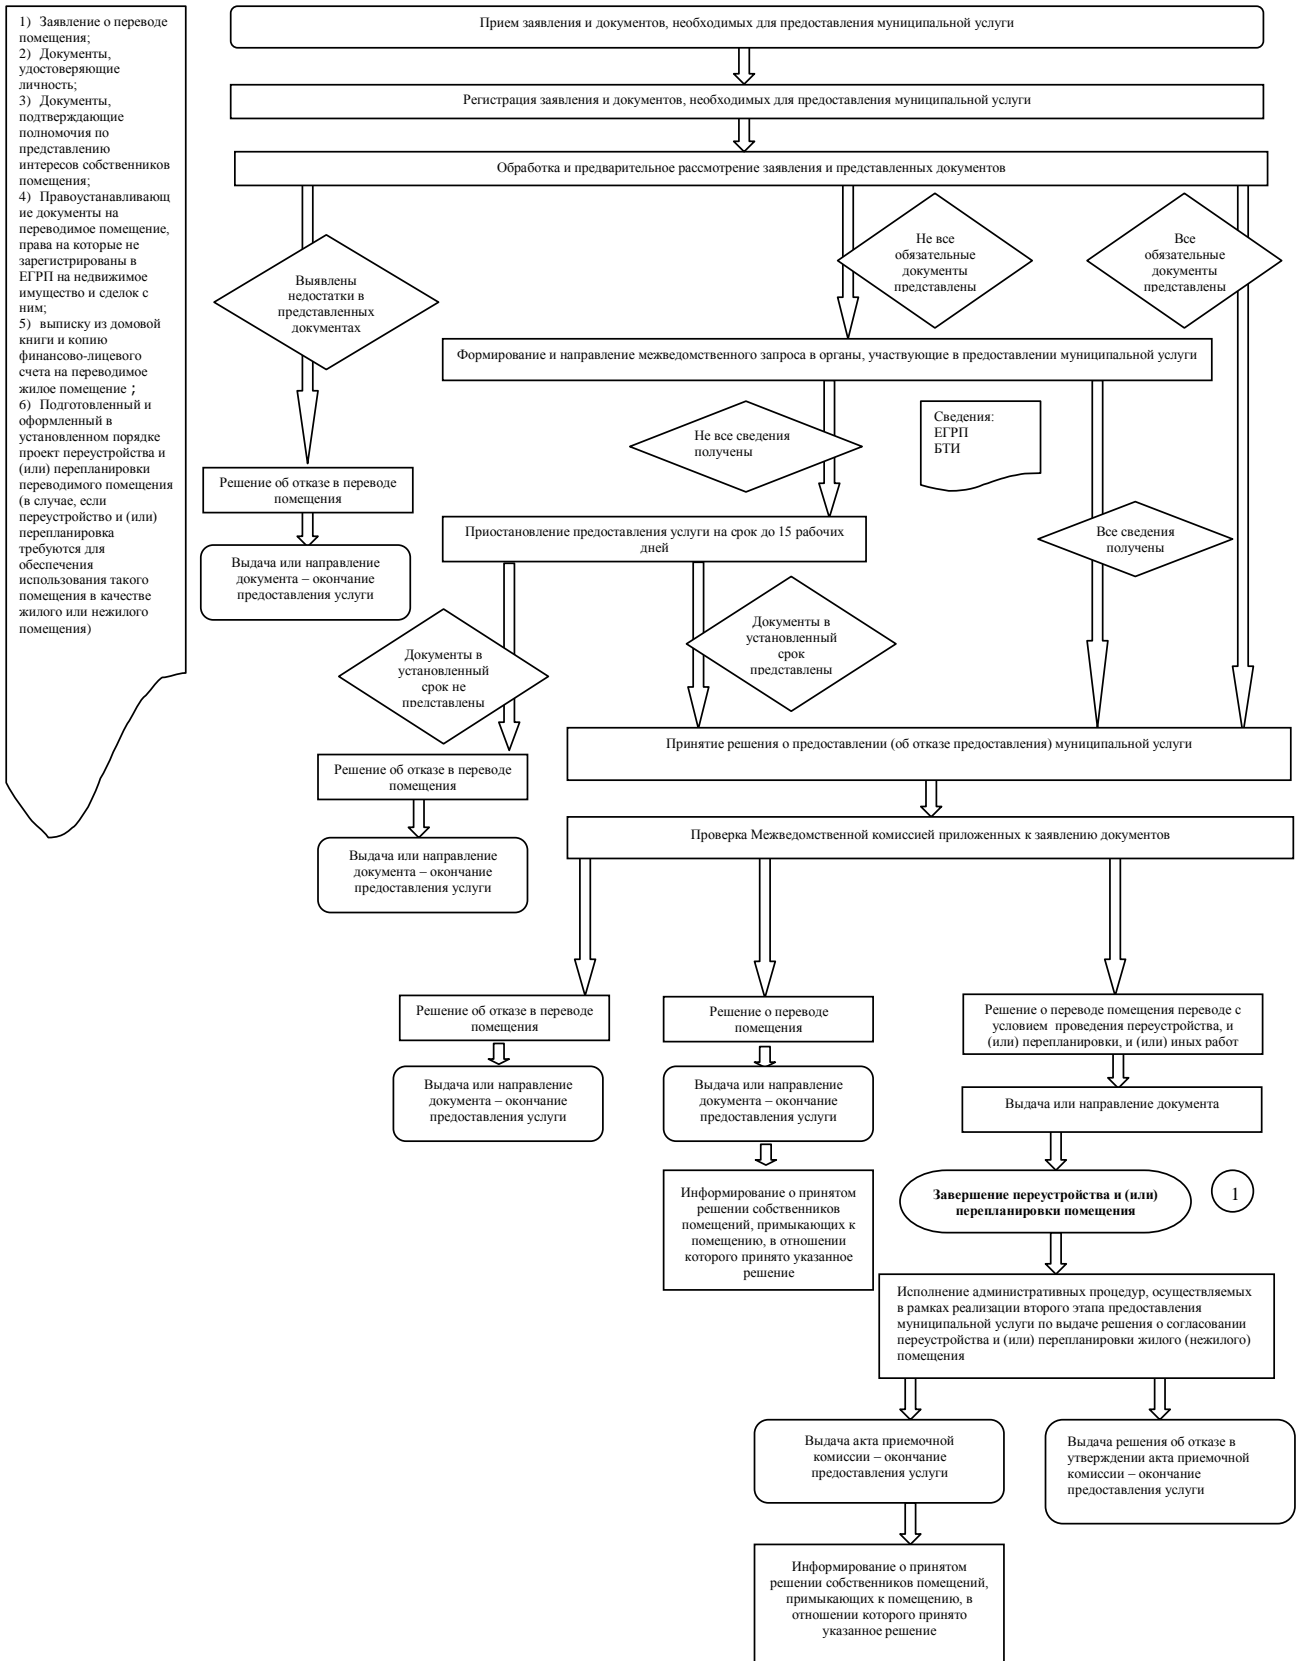 1) Заявление о переводе
помещения;
2) Документы,
удостоверяющие
личность;
3) Документы,
подтверждающие
полномочия по
представлению
интересов собственников
помещения;
4) Правоустанавливающ
ие документы на
переводимое помещение,
права на которые не
зарегистрированы в
ЕГРП на недвижимое
имущество и сделок с
ним;
5) выписку из домовой
книги и копию
финансово-лицевого
счета на переводимое
жилое помещение ;
6) Подготовленный и
оформленный в
установленном порядке
проект переустройства и
(или) перепланировки
переводимого помещения
(в случае, если
переустройство и (или)
перепланировка
требуются для
обеспечения
использования такого
помещения в качестве
жилого или нежилого
помещения)
Прием заявления и документов, необходимых для предоставления муниципальной услуги
Регистрация заявления и документов, необходимых для предоставления муниципальной услуги
Обработка и предварительное рассмотрение заявления и представленных документов
Выявлены
недостатки в
представленных
документах
Не все
обязательные
документы
представлены
Все
обязательные
документы
представлены
Формирование и направление межведомственного запроса в органы, участвующие в предоставлении муниципальной услуги
Не все сведения
получены
Сведения:
ЕГРП
БТИ
Все сведения
получены
Решение об отказе в переводе
помещения
Выдача или направление
документа – окончание
предоставления услуги
Приостановление предоставления услуги на срок до 15 рабочих
дней
Документы в
установленный
срок не
представлены
Документы в
установленный
срок
представлены
Решение об отказе в переводе
помещения
Выдача или направление
документа – окончание
предоставления услуги
Принятие решения о предоставлении (об отказе предоставления) муниципальной услуги
Проверка Межведомственной комиссией приложенных к заявлению документов
Решение об отказе в переводе
помещения
Выдача или направление
документа – окончание
предоставления услуги
Решение о переводе
помещения
Выдача или направление
документа – окончание
предоставления услуги
Информирование о принятом
решении собственников
помещений, примыкающих к
помещению, в отношении
которого принято указанное
решение
Решение о переводе помещения переводе с
условием проведения переустройства, и
(или) перепланировки, и (или) иных работ
Выдача или направление документа
Завершение переустройства и (или)
перепланировки помещения
1
Исполнение административных процедур, осуществляемых
в рамках реализации второго этапа предоставления
муниципальной услуги по выдаче решения о согласовании
переустройства и (или) перепланировки жилого (нежилого)
помещения
Выдача акта приемочной
комиссии – окончание
предоставления услуги
Выдача решения об отказе в
утверждении акта приемочной
комиссии – окончание
предоставления услуги
Информирование о принятом
решении собственников помещений,
примыкающих к помещению, в
отношении которого принято
указанное решение